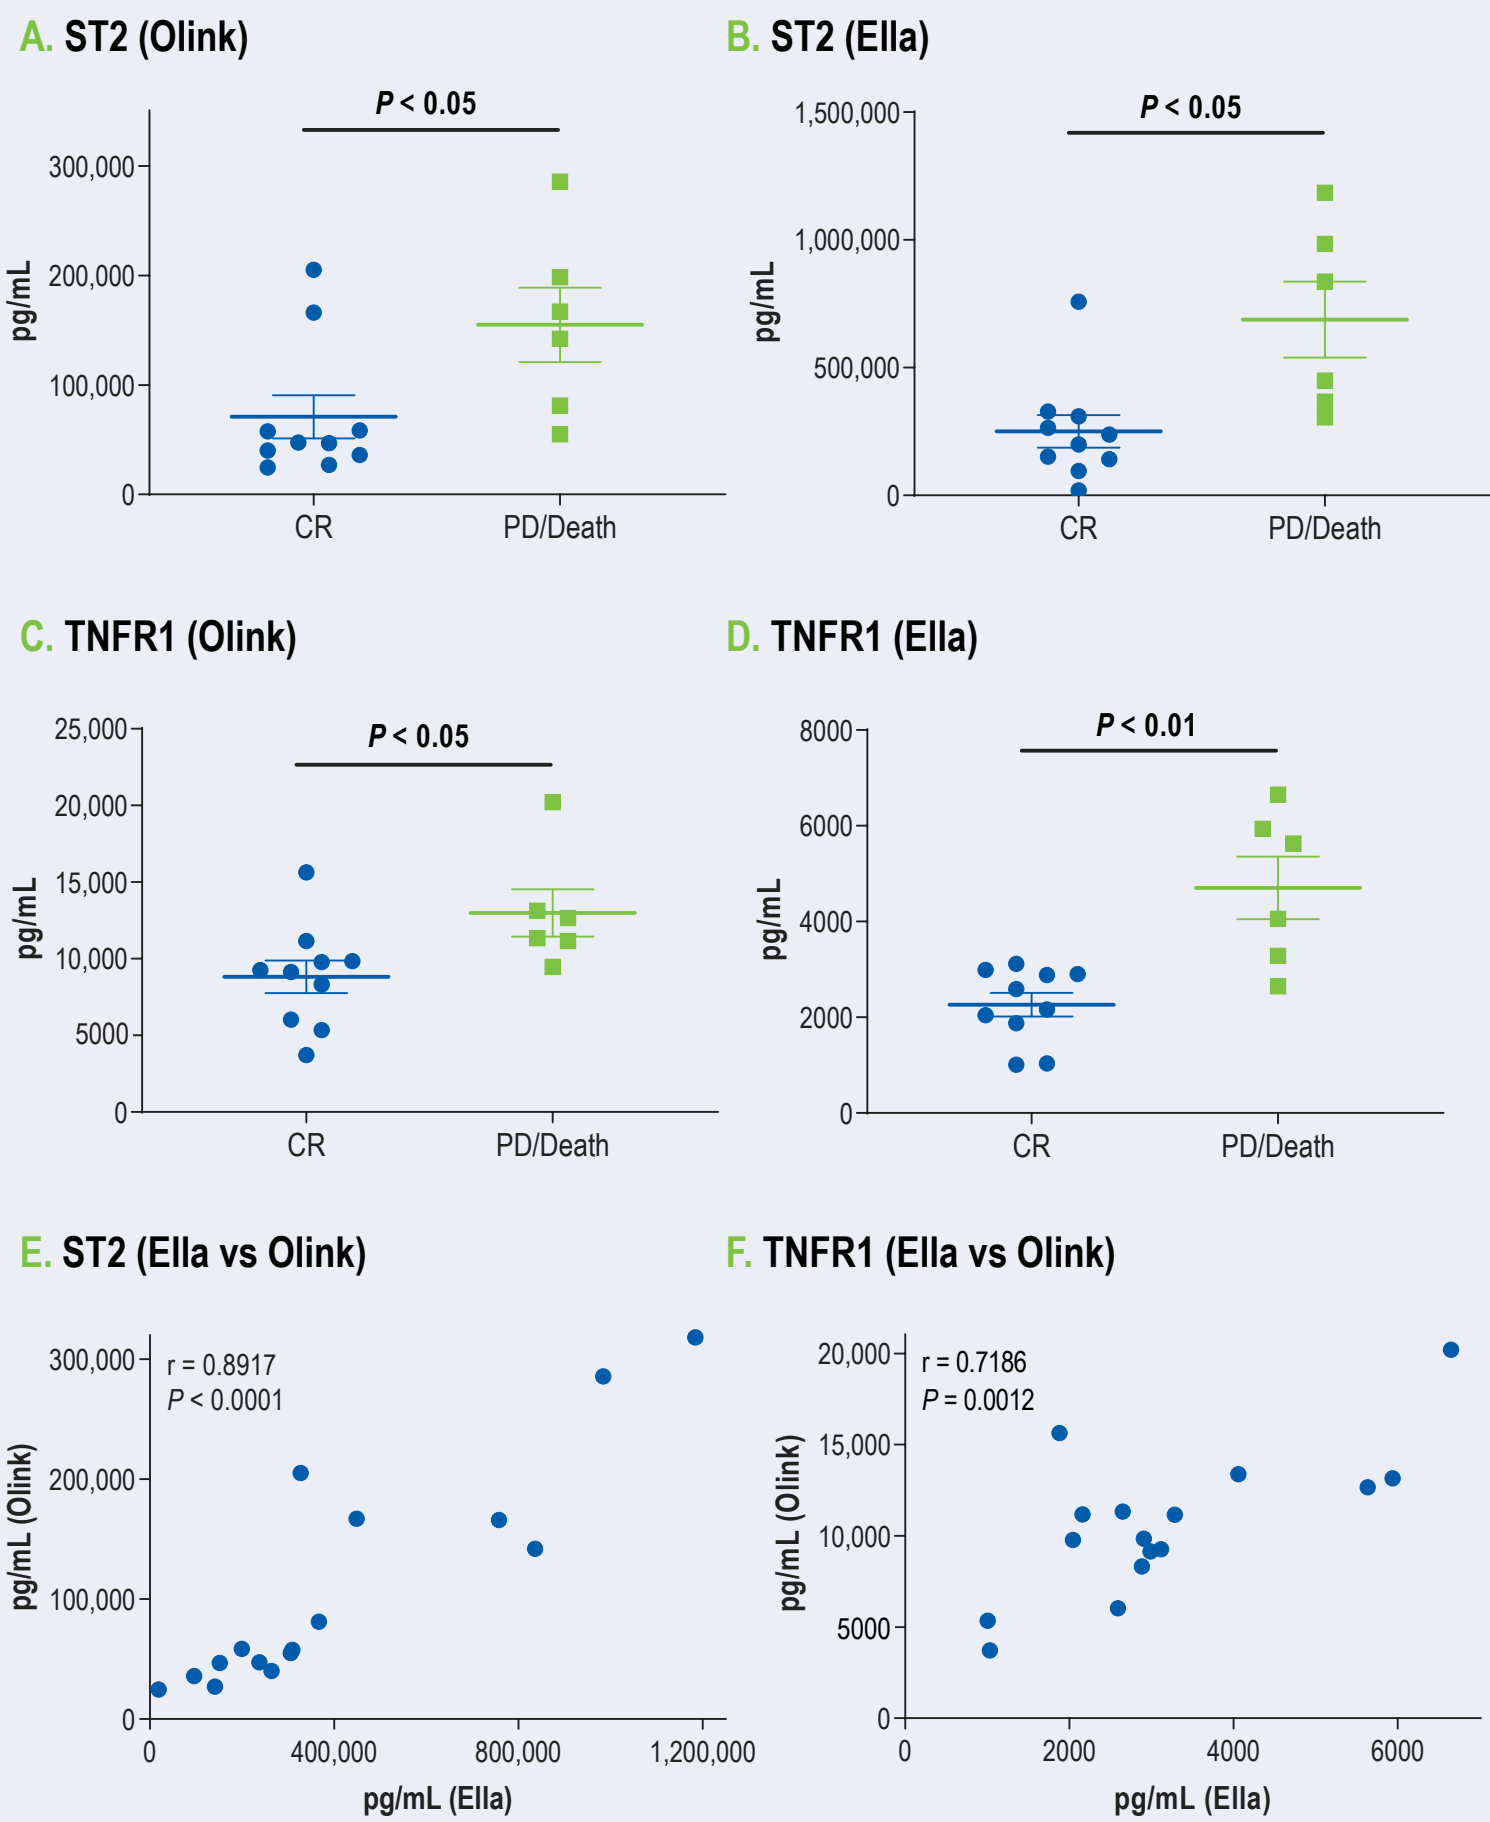 A. ST2 (Olink)
P < 0.05
300,000
200,000
100,000
0
pg/mL
CR
PD/Death
B. ST2 (Ella)
P < 0.05
1,500,000
1,000,000
500,000
0
pg/mL
CR
PD/Death
C. TNFR1 (Olink)
P < 0.05
25,000
20,000
15,000
10,000
5000
0
pg/mL
CR
PD/Death
D. TNFR1 (Ella)
P < 0.01
8000
6000
4000
2000
0
pg/mL
CR
PD/Death
E. ST2 (Ella vs Olink)
r = 0.8917
P < 0.0001
300,000
200,000
100,000
0
pg/mL (Olink)
0
400,000
800,000
1,200,000
pg/mL (Ella)
F. TNFR1 (Ella vs Olink)
r = 0.7186
P = 0.0012
20,000
15,000
10,000
5000
0
pg/mL (Olink)
0
2000
4000
6000
pg/mL (Ella)